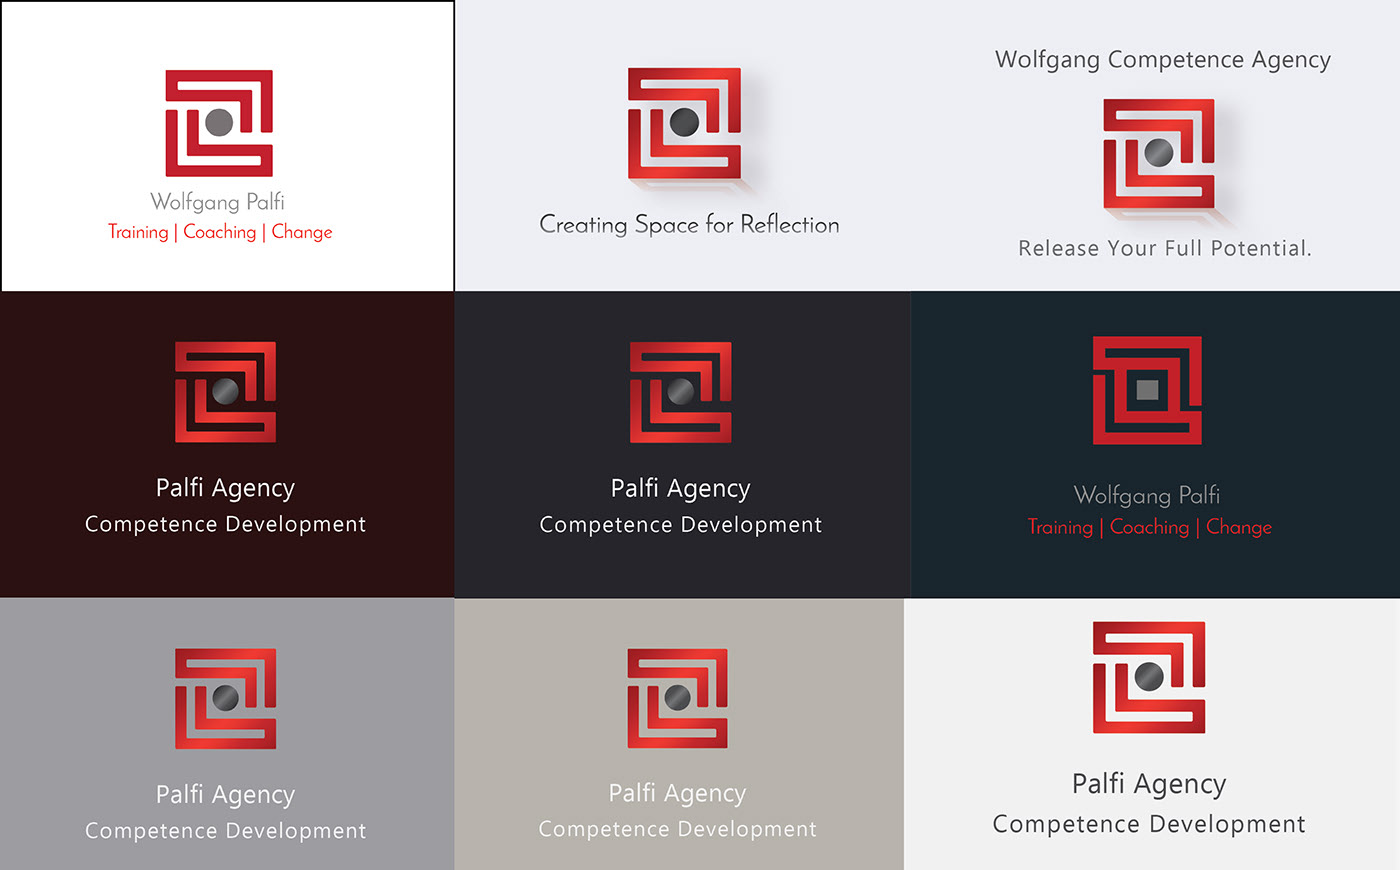 Wolfgang Palfi
Training | Coaching | Change
Creating Space for Reflection
Wolfgang Competence Agency
Release Your Full Potential.
Palfi Agency
Competence Development
Palfi Agency
Competence Development
Wolfgang Palfi
Training | Coaching | Change
Palfi Agency
Competence Development
Palfi Agency
Competence Development
Palfi Agency
Competence Development